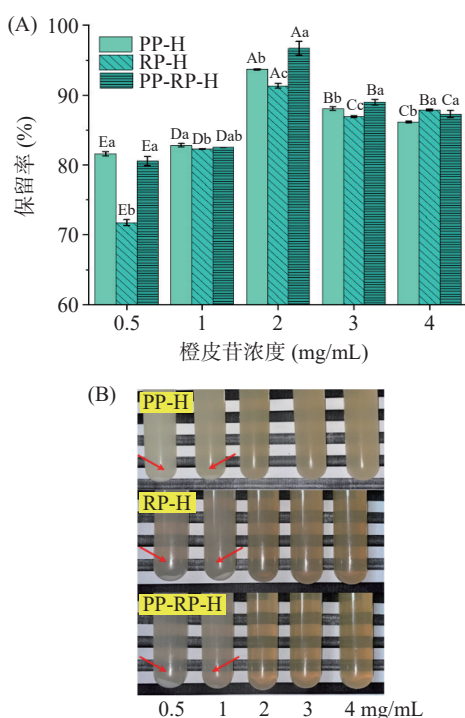 (A)
100
90
80
70
60
保留率 (%)
PP-H
RP-H
PP-RP-H
Ea
Eb
Ea
Da
Db
Dab
Ab
Ac
Aa
Bb
Cc
Ba
Cb
Ba
Ca
0.5 1 2 3 4
橙皮苷浓度 (mg/mL)
(B)
PP-H
RP-H
PP-RP-H
0.5 1 2 3 4 mg/mL